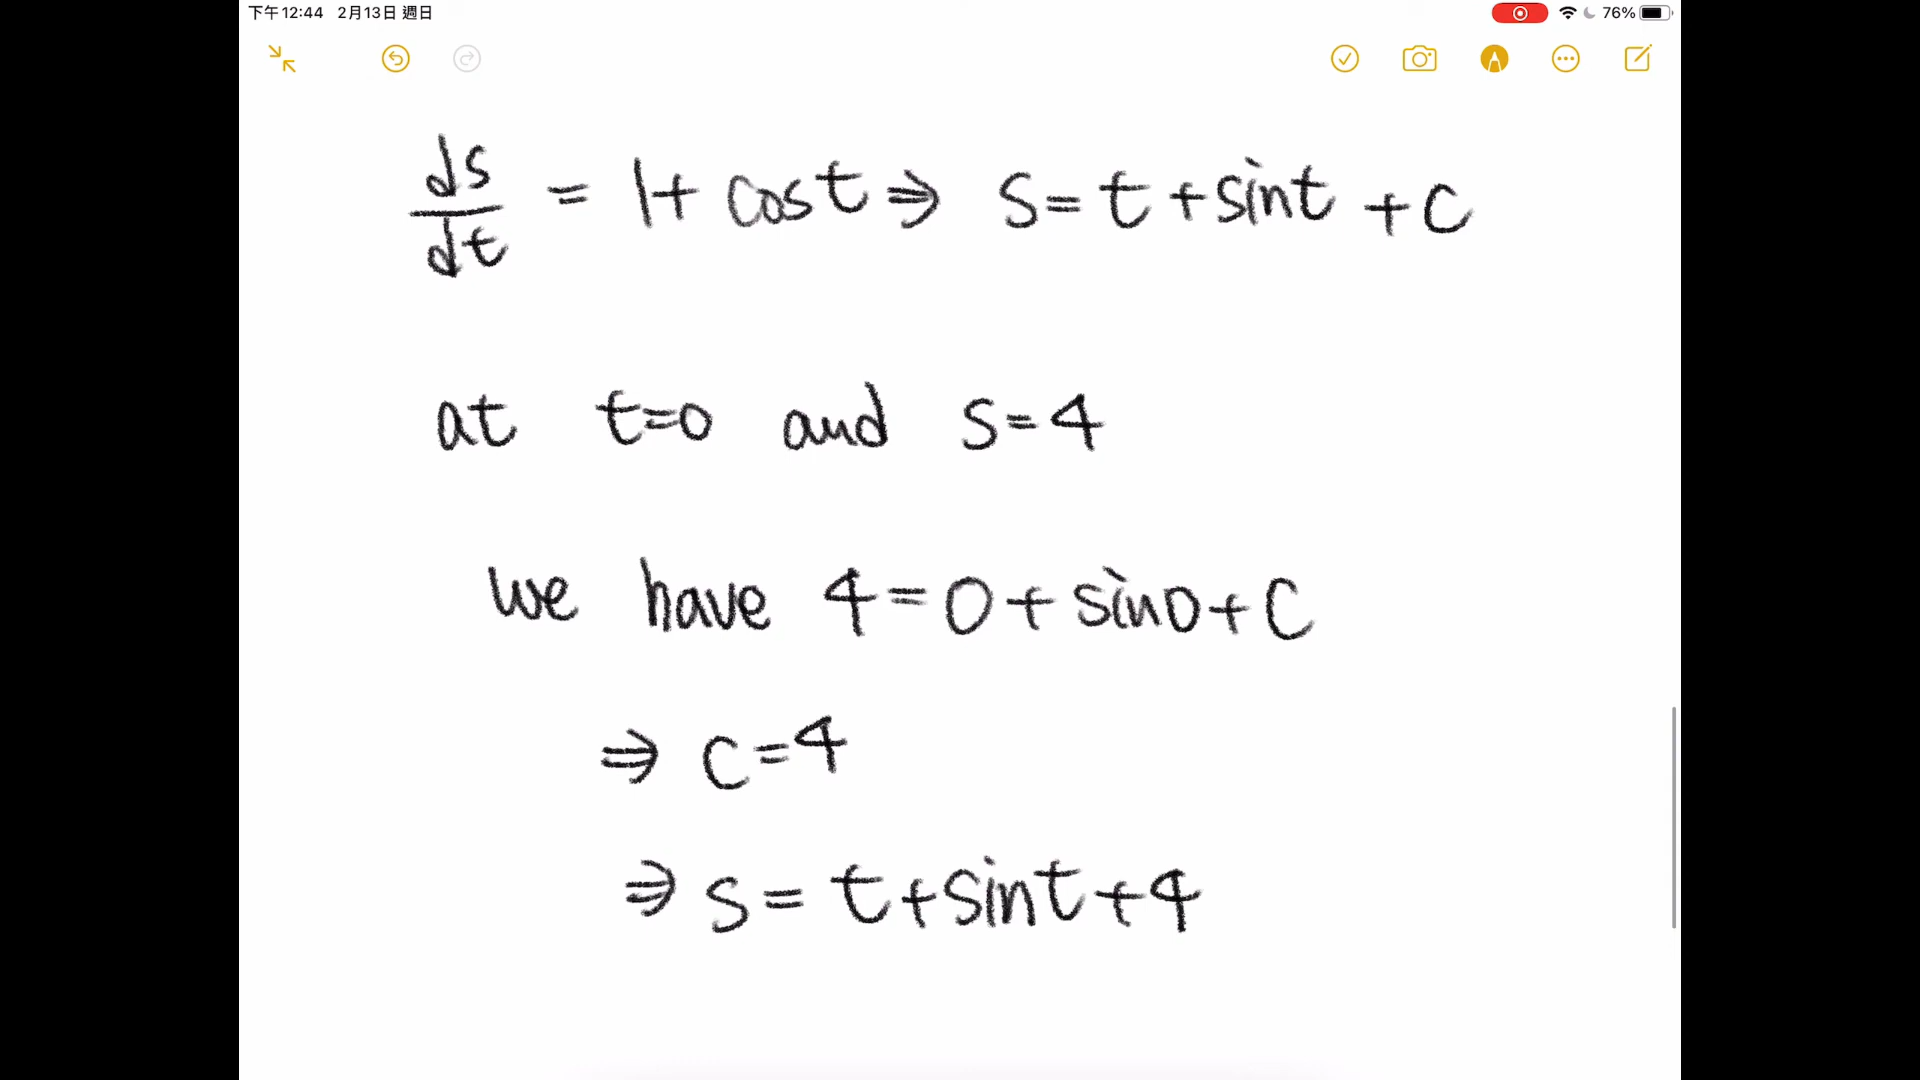 下午12:44 2月13日 週日 76%
ds/dt = 1+ cost ⇒ s=t+sint +c
at t=0 and s=4
we have 4=0+sin0+C
⇒ c=4
⇒ s= t+sint+4